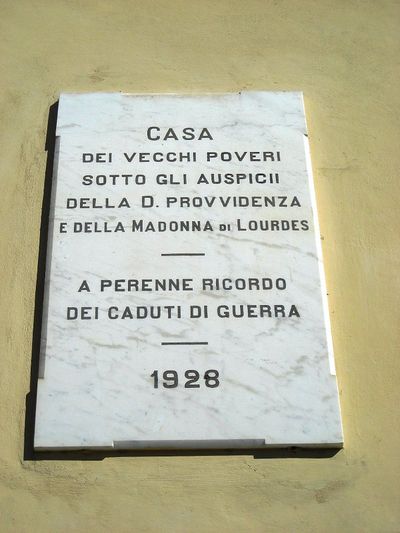 CASA
DEI VECCHI POVERI
SOTTO GLI AUSPICII
DELLA D. PROVVIDENZA
E DELLA MADONNA DI LOURDES
A PERENNE RICORDO
DEI CADUTI DI GUERRA
1928